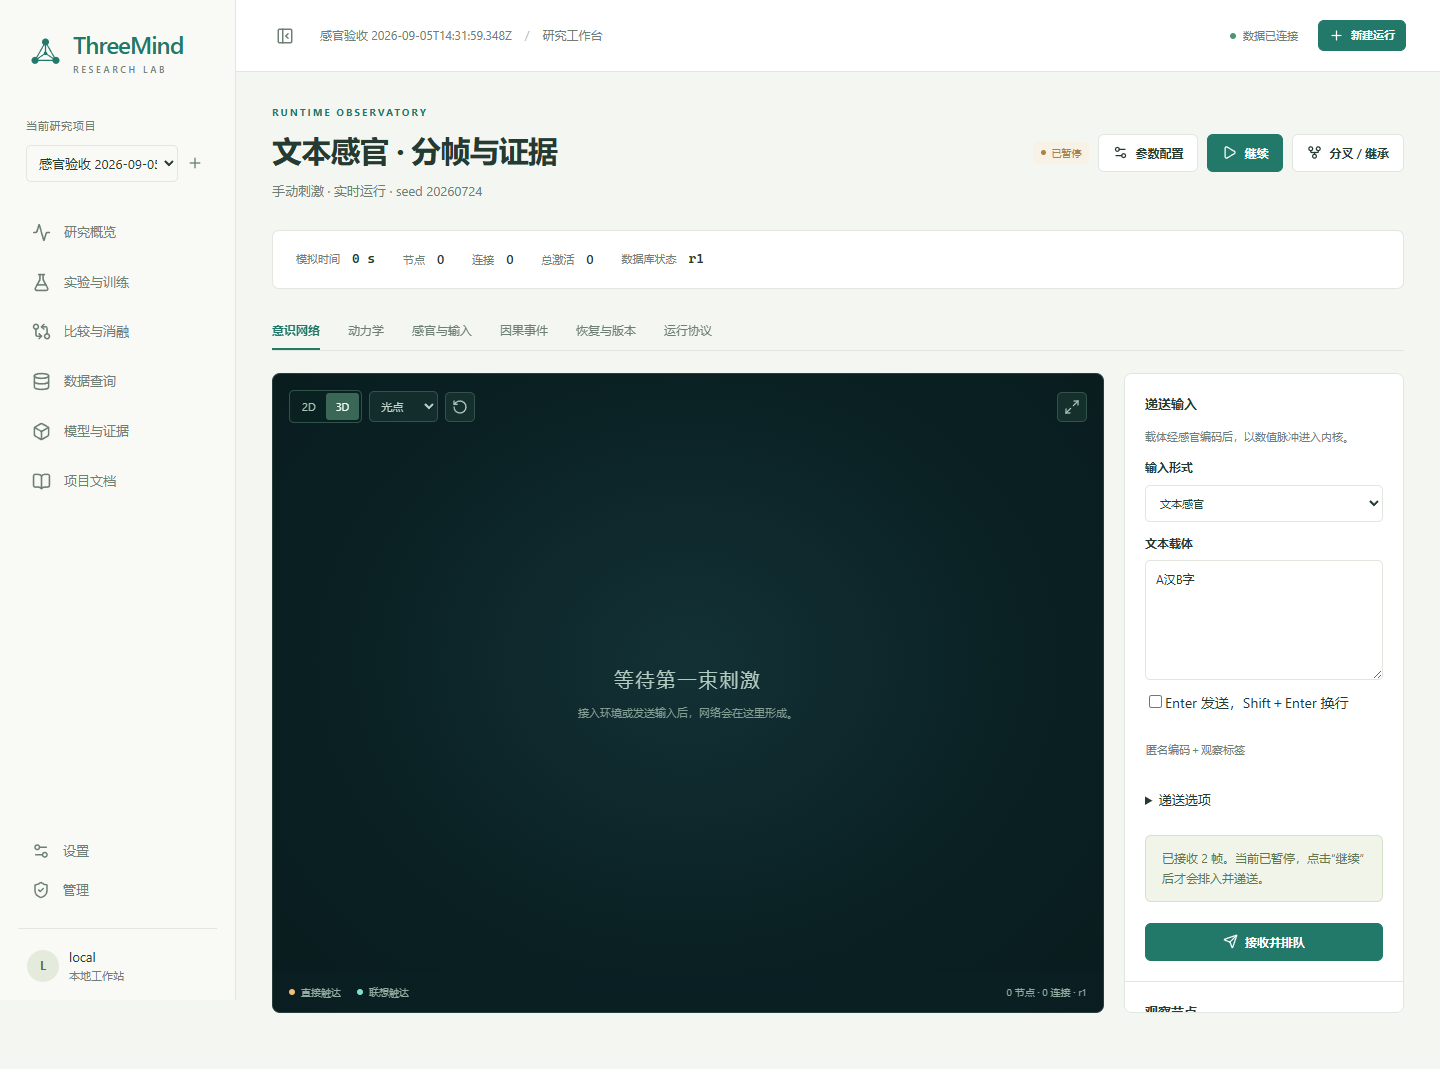 ThreeMind
RESEARCH LAB
当前研究项目
感官验收 2026-09-05
研究概览
实验与训练
比较与消融
数据查询
模型与证据
项目文档
设置
管理
L
local
本地工作站
感官验收 2026-09-05T14:31:59.348Z / 研究工作台
数据已连接
新建运行
RUNTIME OBSERVATORY
文本感官 · 分帧与证据
手动刺激 · 实时运行 · seed 20260724
已暂停
参数配置
继续
分叉 / 继承
模拟时间 0 s 节点 0 连接 0 总激活 0 数据库状态 r1
意识网络 动力学 感官与输入 因果事件 恢复与版本 运行协议
2D 3D 光点
等待第一束刺激
接入环境或发送输入后，网络会在这里形成。
直接触达 联想触达
0 节点 · 0 连接 · r1
递送输入
载体经感官编码后，以数值脉冲进入内核。
输入形式
文本感官
文本载体
A汉B字
Enter 发送，Shift + Enter 换行
匿名编码 + 观察标签
递送选项
已接收 2 帧。当前已暂停，点击“继续”
后才会排入并递送。
接收并排队
观察节点